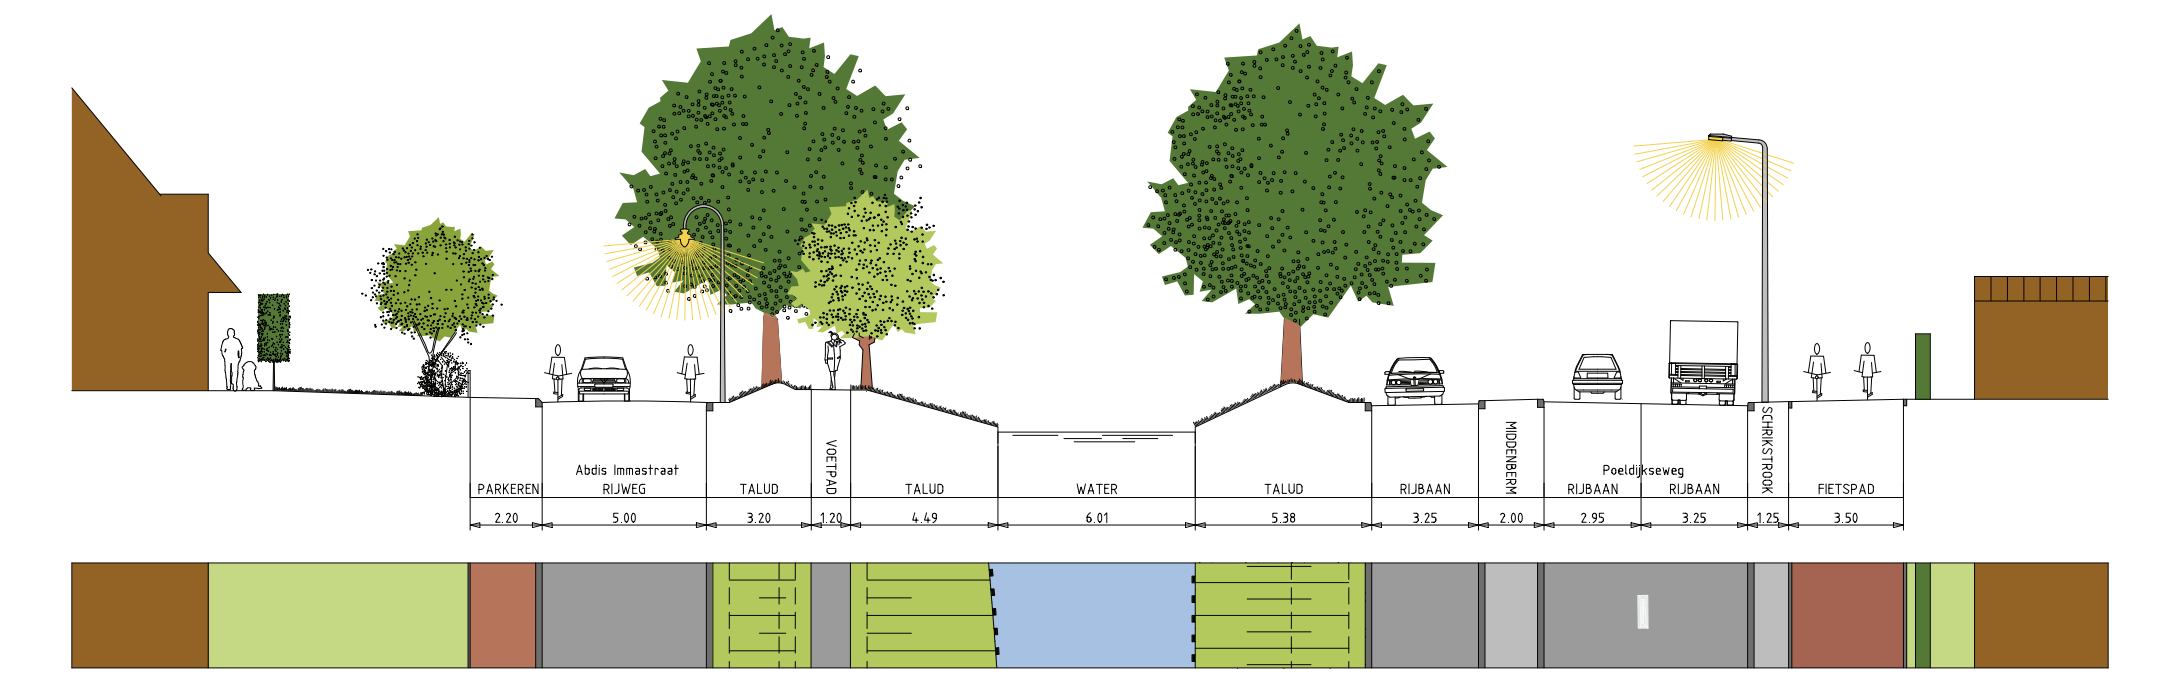 Abdis Immastraat
Poeldijkseweg
PARKEREN
RIJWEG
TALUD
VOETPAD
TALUD
WATER
TALUD
RIJBAAN
MIDDENBERM
RIJBAAN
RIJBAAN
SCHRIKSTROOK
FIETSPAD
2.20
5.00
3.20
1.20
4.49
6.01
5.38
3.25
2.00
2.95
3.25
1.25
3.50